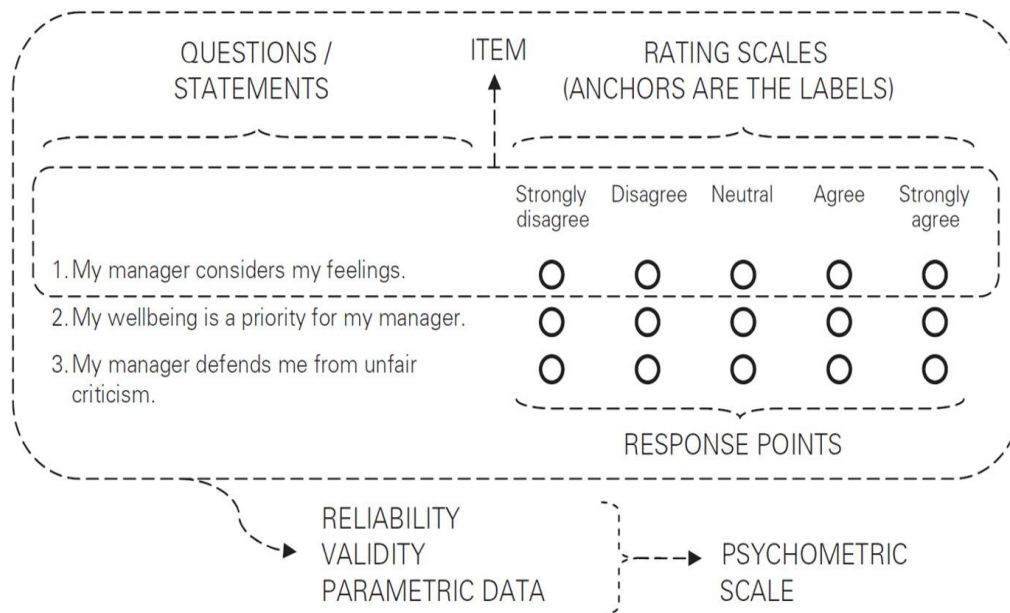 QUESTIONS /
STATEMENTS
ITEM
RATING SCALES
(ANCHORS ARE THE LABELS)
Strongly disagree
Disagree
Neutral
Agree
Strongly agree
1. My manager considers my feelings.
2. My wellbeing is a priority for my manager.
3. My manager defends me from unfair
criticism.
RESPONSE POINTS
RELIABILITY
VALIDITY
PARAMETRIC DATA
PSYCHOMETRIC
SCALE